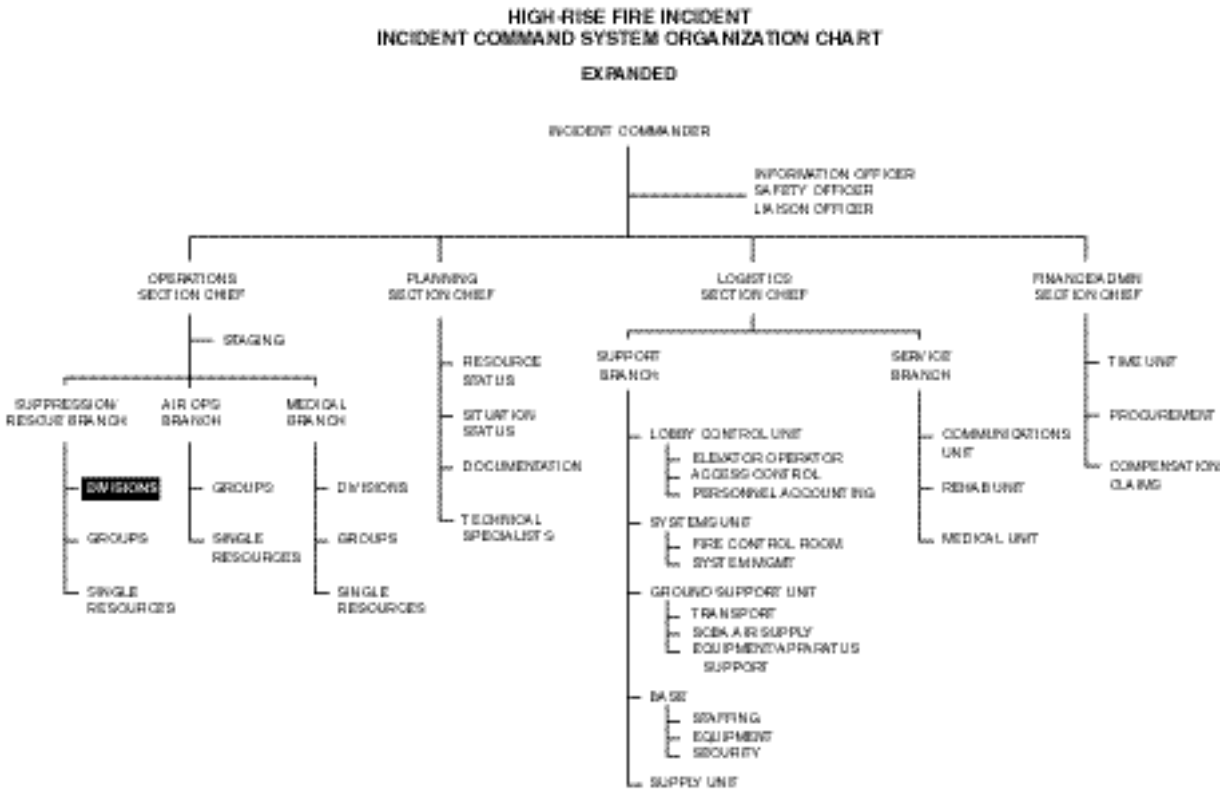 HIGH-RISE FIRE INCIDENT
INCIDENT COMMAND SYSTEM ORGANIZATION CHART
EXPANDED
INCIDENT COMMANDER
INFORMATION OFFICER
SAFETY OFFICER
LIAISON OFFICER
OPERATIONS
SECTION CHIEF
PLANNING
SECTION CHIEF
LOGISTICS
SECTION CHIEF
FINANCE/ADMIN
SECTION CHIEF
STAGING
SUPPRESSION/
RESCUE BRANCH
AIR OPS
BRANCH
MEDICAL
BRANCH
DIVISIONS
GROUPS
SINGLE
RESOURCES
GROUPS
SINGLE
RESOURCES
DIVISIONS
GROUPS
SINGLE
RESOURCES
RESOURCE
STATUS
SITUATION
STATUS
DOCUMENTATION
TECHNICAL
SPECIALISTS
SUPPORT
BRANCH
LOBBY CONTROL UNIT
ELEVATOR OPERATOR
ACCESS CONTROL
PERSONNEL ACCOUNTING
SYSTEMS UNIT
FIRE CONTROL ROOM
SYSTEM MGMT
GROUND SUPPORT UNIT
TRANSPORT
SCBA AIR SUPPLY
EQUIPMENT/APPARATUS
SUPPORT
BASE
STAFFING
EQUIPMENT
SECURITY
SUPPLY UNIT
SERVICE
BRANCH
COMMUNICATIONS
UNIT
REHAB UNIT
MEDICAL UNIT
TIME UNIT
PROCUREMENT
COMPENSATION
CLAIMS